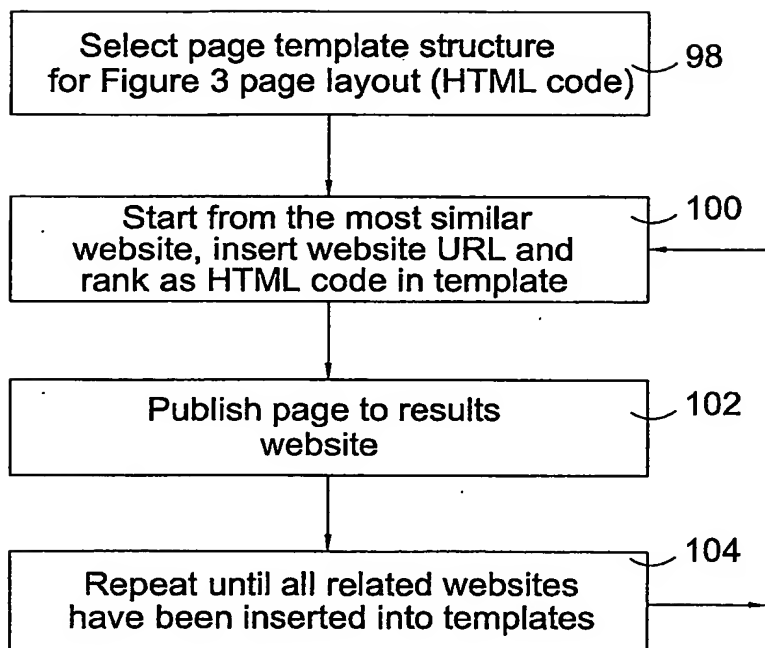 Select page template structure
for Figure 3 page layout (HTML code)
98
Start from the most similar
website, insert website URL and
rank as HTML code in template
100
Publish page to results
website
102
Repeat until all related websites
have been inserted into templates
104